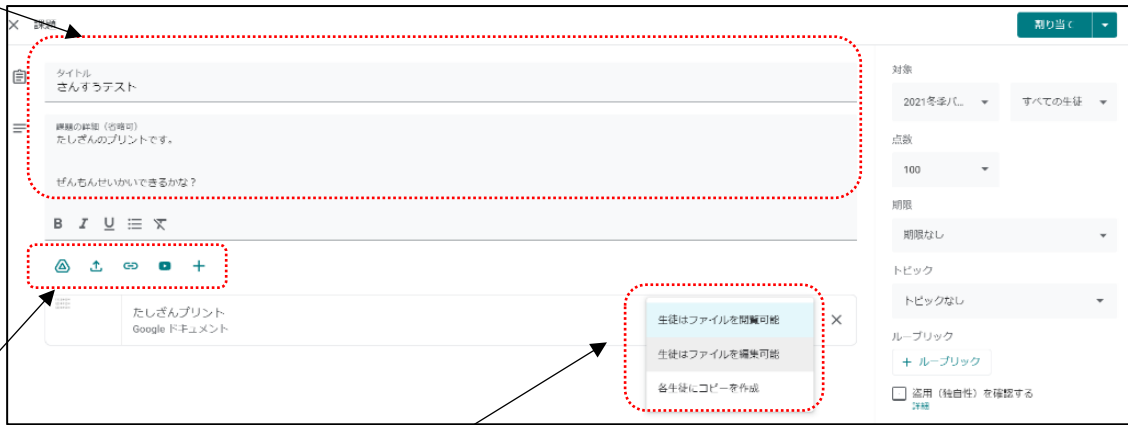 課題
割り当て
タイトル
さんすうテスト
課題の詳細（省略可）
たしざんのプリントです。
ぜんもんせいかいできるかな？
B I U
たしざんプリント
Google ドキュメント
生徒はファイルを閲覧可能
生徒はファイルを編集可能
各生徒にコピーを作成
対象
2021冬季バ...
すべての生徒
点数
100
期限
期限なし
トピック
トピックなし
ルーブリック
+ ルーブリック
盗用（独自性）を確認する
詳細